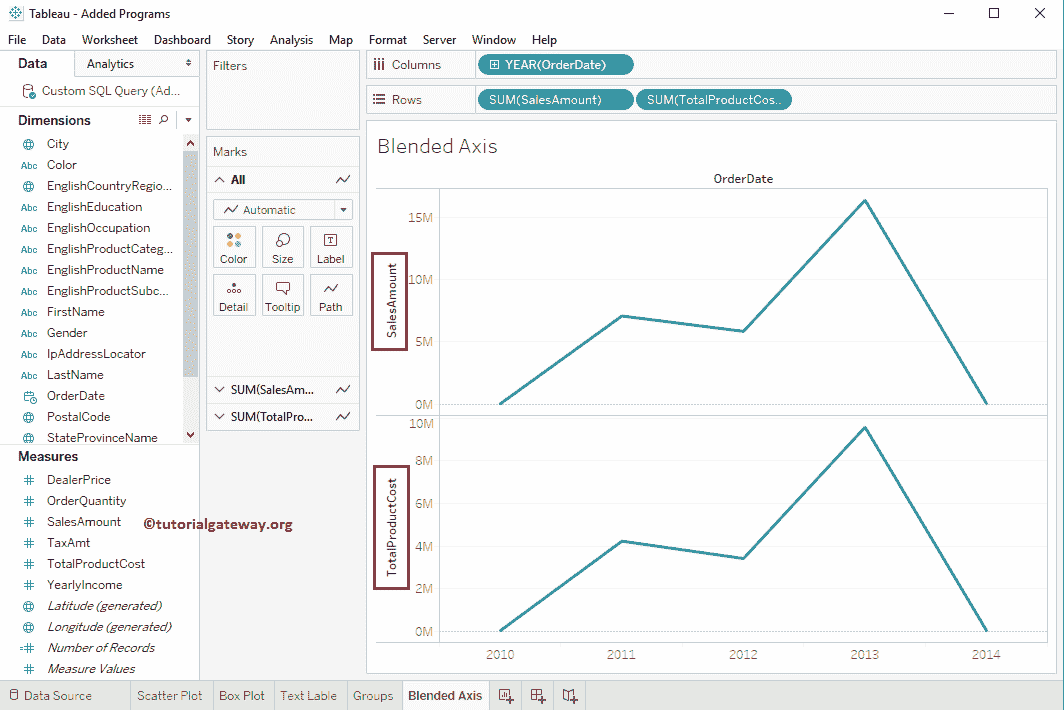 Tableau - Added Programs
File Data Worksheet Dashboard Story Analysis Map Format Server Window Help
Data Analytics
Custom SQL Query (Ad...
Dimensions
City
Abc Color
EnglishCountryRegio...
Abc EnglishEducation
Abc EnglishOccupation
Abc EnglishProductCateg...
Abc EnglishProductName
Abc EnglishProductSubc...
Abc FirstName
Abc Gender
Abc IpAddressLocator
Abc LastName
OrderDate
PostalCode
StateProvinceName
Measures
# DealerPrice
# OrderQuantity
# SalesAmount
# TaxAmt
# TotalProductCost
# YearlyIncome
Latitude (generated)
Longitude (generated)
=# Number of Records
# Measure Values
©tutorialgateway.org
Filters
Marks
All
Automatic
Color Size Label
Detail Tooltip Path
SUM(SalesAm...
SUM(TotalPro...
Columns YEAR(OrderDate)
Rows SUM(SalesAmount) SUM(TotalProductCos..
Blended Axis
OrderDate
SalesAmount
15M
10M
5M
0M
TotalProductCost
10M
8M
6M
4M
2M
0M
2010 2011 2012 2013 2014
Data Source Scatter Plot Box Plot Text Lable Groups Blended Axis